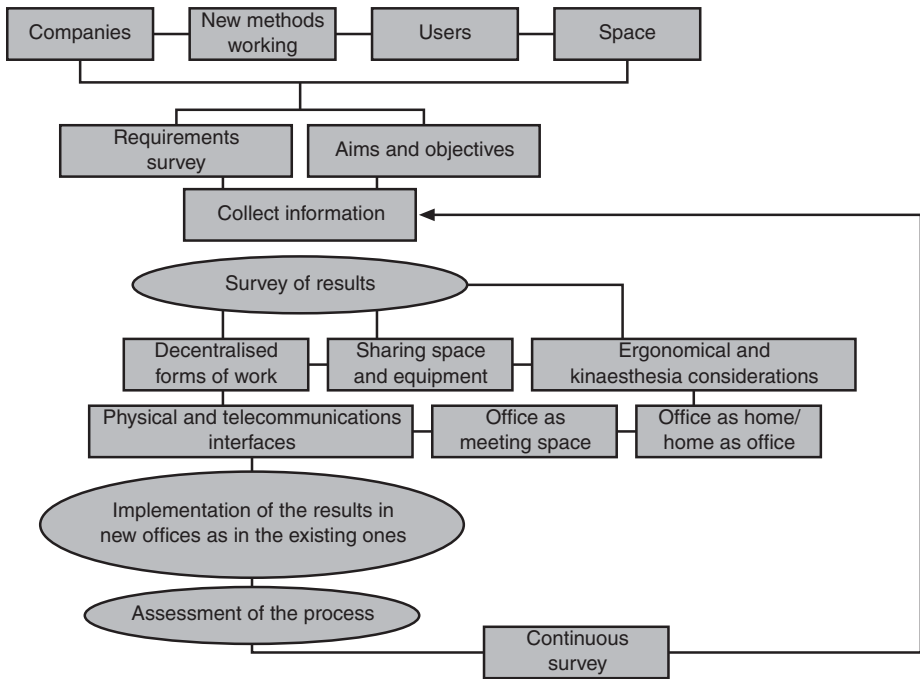 Companies
New methods
working
Users
Space
Requirements
survey
Aims and objectives
Collect information
Survey of results
Decentralised
forms of work
Sharing space
and equipment
Ergonomical and
kinaesthesia considerations
Physical and telecommunications
interfaces
Office as
meeting space
Office as home/
home as office
Implementation of the results in
new offices as in the existing ones
Assessment of the process
Continuous
survey